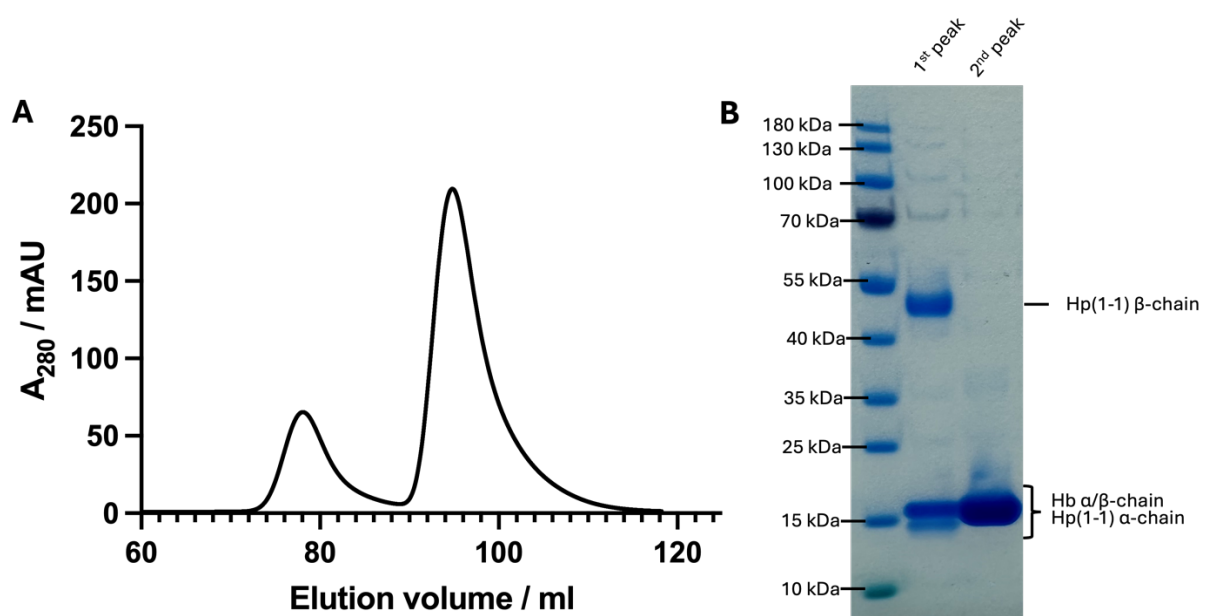 A
250
200
150
100
50
0
A280 / mAU
60
80
100
120
Elution volume / ml
1st peak
2nd peak
B
180 kDa
130 kDa
100 kDa
70 kDa
55 kDa
40 kDa
35 kDa
25 kDa
15 kDa
10 kDa
Hp(1-1) β-chain
Hb α/β-chain
Hp(1-1) α-chain